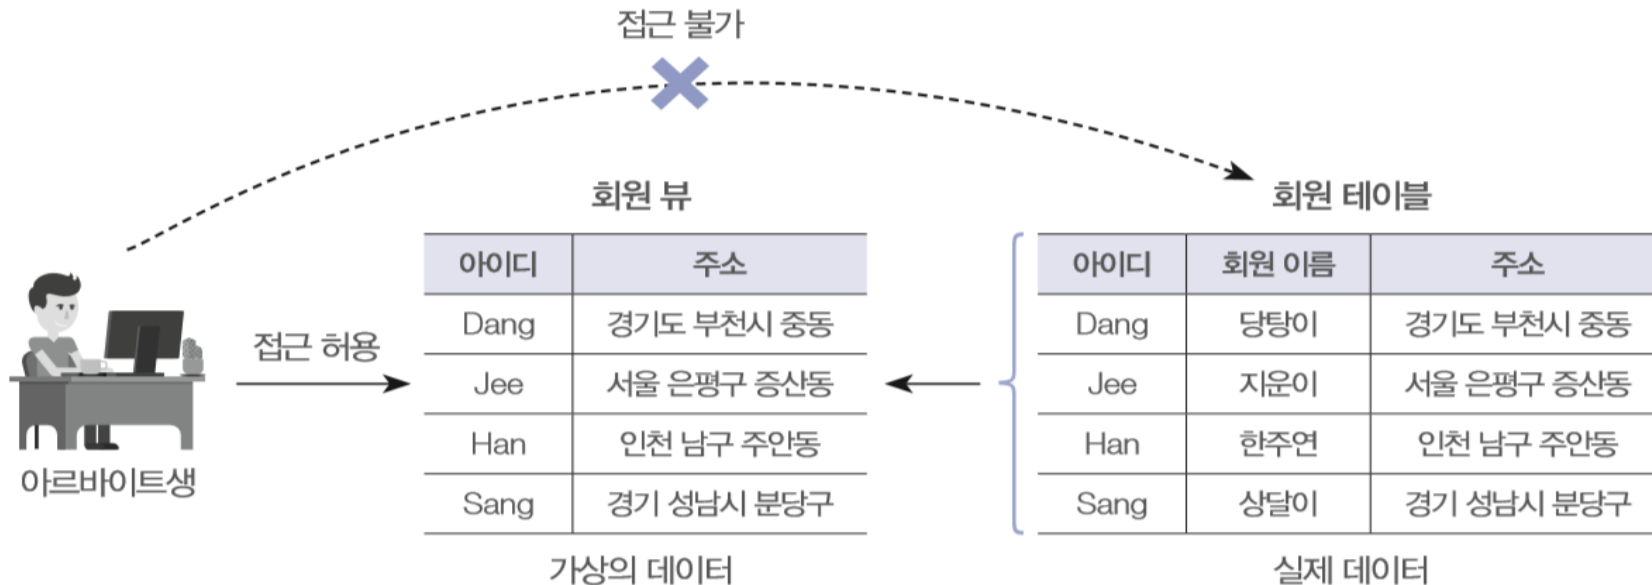 접근 불가
회원 뷰
회원 테이블
아이디 주소
Dang 경기도 부천시 중동
Jee 서울 은평구 증산동
Han 인천 남구 주안동
Sang 경기 성남시 분당구
가상의 데이터
아이디 회원 이름 주소
Dang 당탕이 경기도 부천시 중동
Jee 지운이 서울 은평구 증산동
Han 한주연 인천 남구 주안동
Sang 상달이 경기 성남시 분당구
실제 데이터
접근 허용
아르바이트생